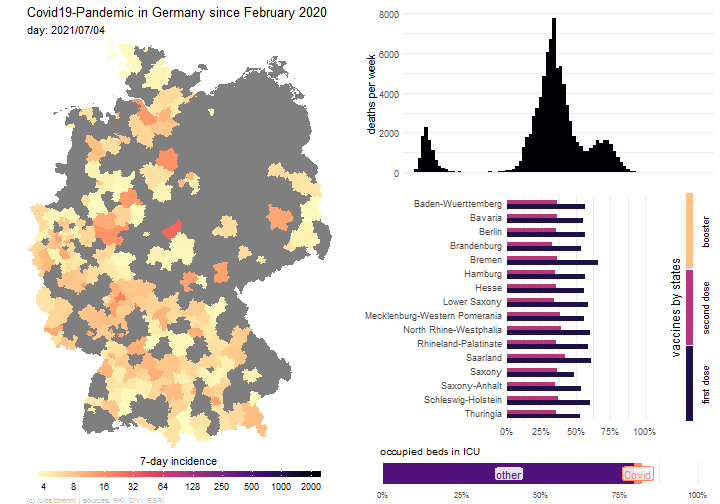 Covid19-Pandemic in Germany since February 2020
day: 2021/07/04
7-day incidence
4 8 16 32 64 100 200 400 1000 2000
(c) /u/zeitbrennt | sources: RKI, DIVI, ESRI
deaths per week
8000
6000
4000
2000
0
Baden-Wuerttemberg
Bavaria
Berlin
Brandenburg
Bremen
Hamburg
Hesse
Lower Saxony
Mecklenburg-Western Pomerania
North Rhine-Westphalia
Rhineland-Palatinate
Saarland
Saxony
Saxony-Anhalt
Schleswig-Holstein
Thuringia
0% 25% 50% 75% 100%
vaccines by states
booster
second dose
first dose
occupied beds in ICU
other
Covid
0% 25% 50% 75% 100%